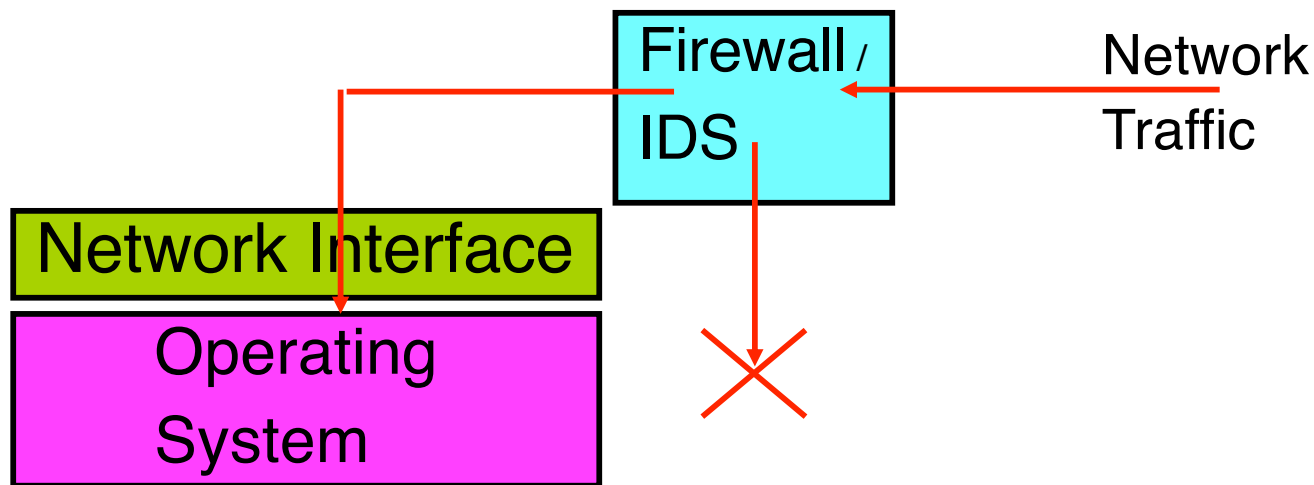 Firewall /
IDS
Network
Traffic
Network Interface
Operating
System